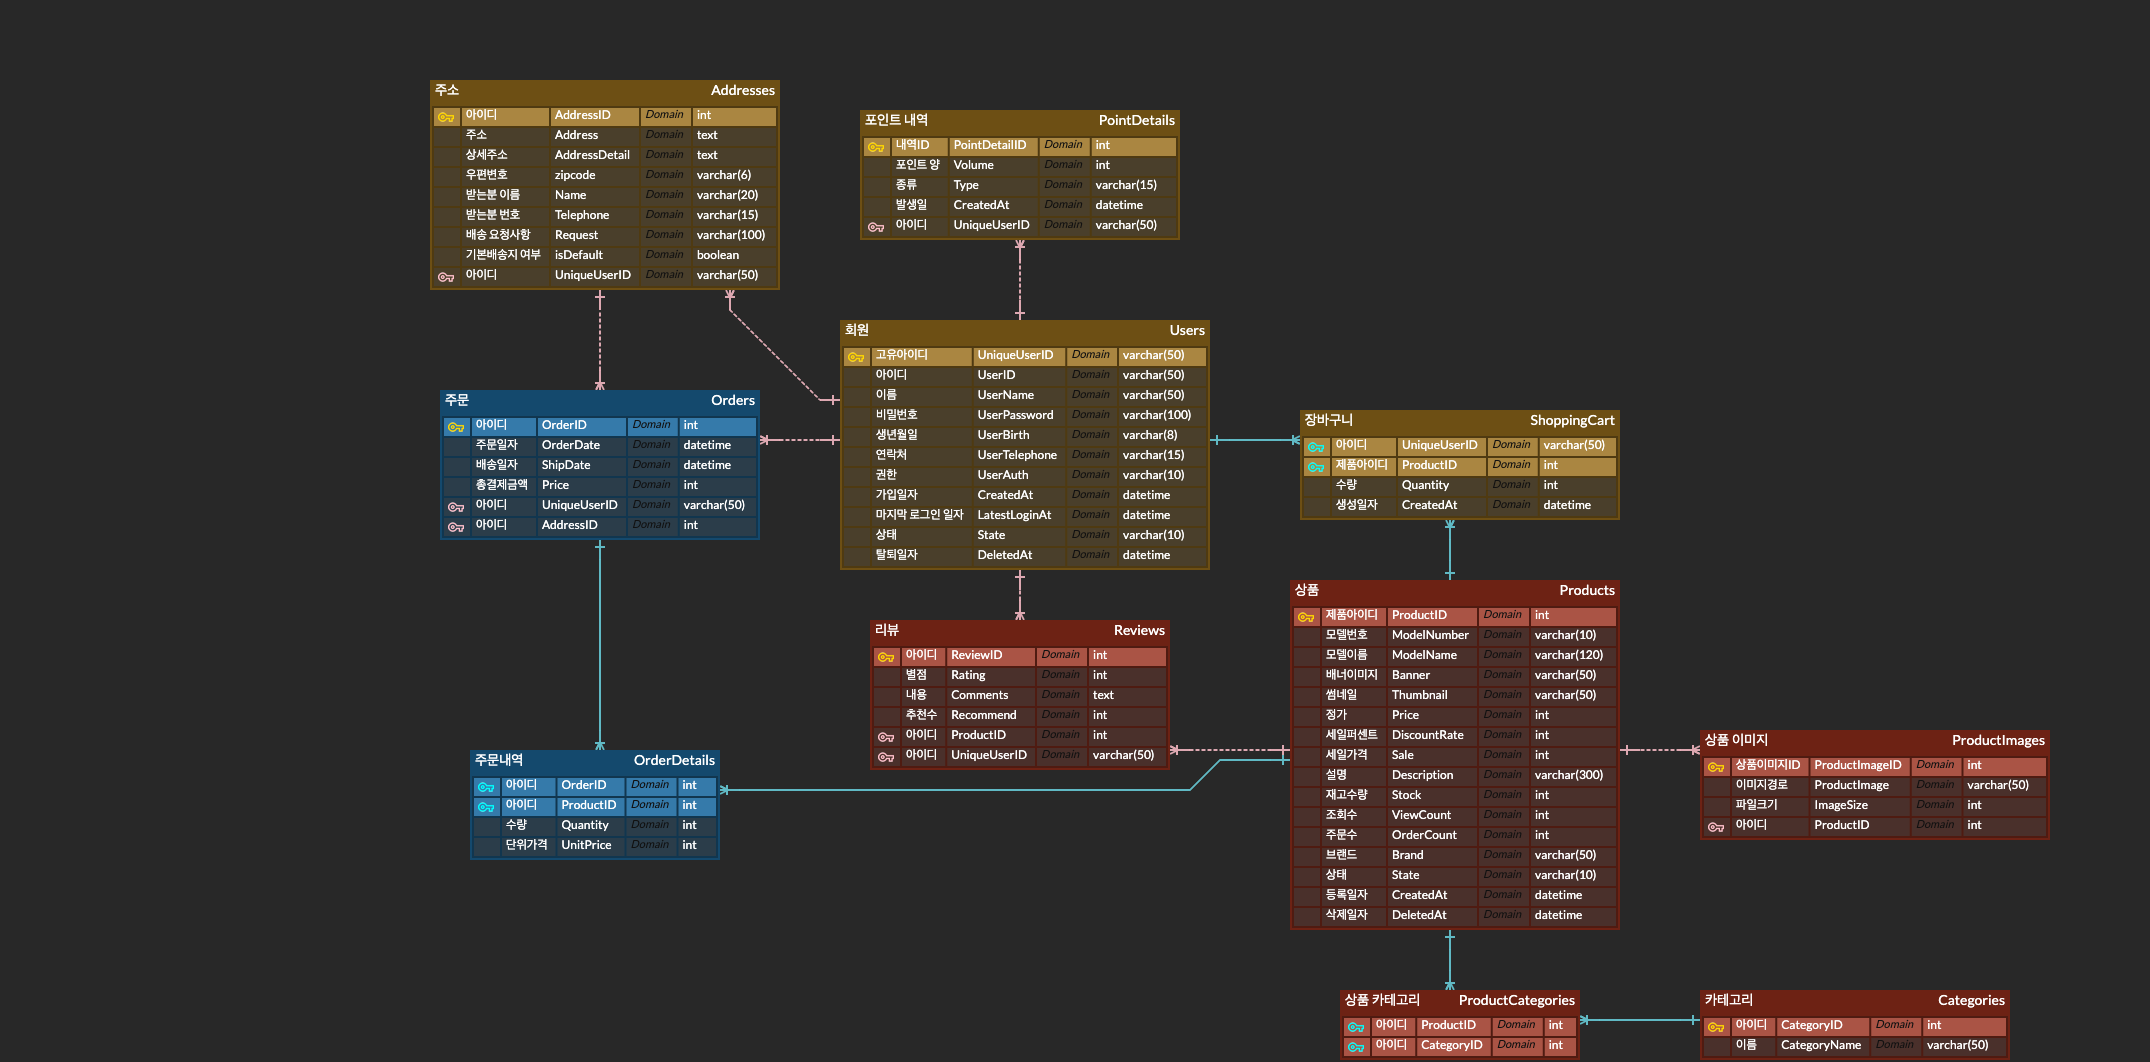 주소 Addresses
아이디 AddressID Domain int
주소 Address Domain text
상세주소 AddressDetail Domain text
우편변호 zipcode Domain varchar(6)
받는분 이름 Name Domain varchar(20)
받는분 번호 Telephone Domain varchar(15)
배송 요청사항 Request Domain varchar(100)
기본배송지 여부 isDefault Domain boolean
아이디 UniqueUserID Domain varchar(50)
포인트 내역 PointDetails
내역ID PointDetailID Domain int
포인트 양 Volume Domain int
종류 Type Domain varchar(15)
발생일 CreatedAt Domain datetime
아이디 UniqueUserID Domain varchar(50)
회원 Users
고유아이디 UniqueUserID Domain varchar(50)
아이디 UserID Domain varchar(50)
이름 UserName Domain varchar(50)
비밀번호 UserPassword Domain varchar(100)
생년월일 UserBirth Domain varchar(8)
연락처 UserTelephone Domain varchar(15)
권한 UserAuth Domain varchar(10)
가입일자 CreatedAt Domain datetime
마지막 로그인 일자 LatestLoginAt Domain datetime
상태 State Domain varchar(10)
탈퇴일자 DeletedAt Domain datetime
주문 Orders
아이디 OrderID Domain int
주문일자 OrderDate Domain datetime
배송일자 ShipDate Domain datetime
총결제금액 Price Domain int
아이디 UniqueUserID Domain varchar(50)
아이디 AddressID Domain int
장바구니 ShoppingCart
아이디 UniqueUserID Domain varchar(50)
제품아이디 ProductID Domain int
수량 Quantity Domain int
생성일자 CreatedAt Domain datetime
상품 Products
제품아이디 ProductID Domain int
모델번호 ModelNumber Domain varchar(10)
모델이름 ModelName Domain varchar(120)
배너이미지 Banner Domain varchar(50)
썸네일 Thumbnail Domain varchar(50)
정가 Price Domain int
세일퍼센트 DiscountRate Domain int
세일가격 Sale Domain int
설명 Description Domain varchar(300)
재고수량 Stock Domain int
조회수 ViewCount Domain int
주문수 OrderCount Domain int
브랜드 Brand Domain varchar(50)
상태 State Domain varchar(10)
등록일자 CreatedAt Domain datetime
삭제일자 DeletedAt Domain datetime
리뷰 Reviews
아이디 ReviewID Domain int
별점 Rating Domain int
내용 Comments Domain text
추천수 Recommend Domain int
아이디 ProductID Domain int
아이디 UniqueUserID Domain varchar(50)
상품 이미지 ProductImages
상품이미지ID ProductImageID Domain int
이미지경로 ProductImage Domain varchar(50)
파일크기 ImageSize Domain int
아이디 ProductID Domain int
주문내역 OrderDetails
아이디 OrderID Domain int
아이디 ProductID Domain int
수량 Quantity Domain int
단위가격 UnitPrice Domain int
상품 카테고리 ProductCategories
아이디 ProductID Domain int
아이디 CategoryID Domain int
카테고리 Categories
아이디 CategoryID Domain int
이름 CategoryName Domain varchar(50)